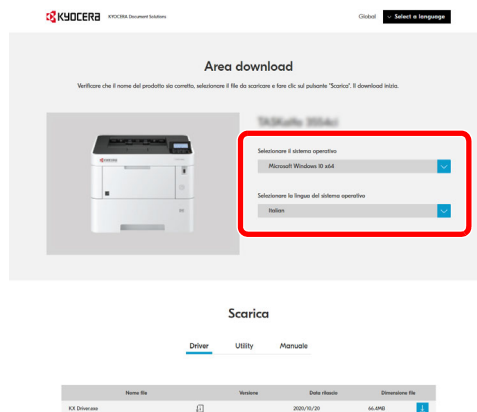 KYOCERA KYOCERA Document Solutions Global Select a language
Area download
Verificare che il nome del prodotto sia corretto, selezionare il file da scaricare e fare clic sul pulsante "Scarica". Il download inizia.
Selezionare il sistema operativo
Microsoft Windows 10 x64
Selezionare la lingua del sistema operativo
Italian
Scarica
Driver Utility Manuale
Nome file Versione Data rilascio Dimensione file
KX Driver.exe 2020/10/20 66.4MB